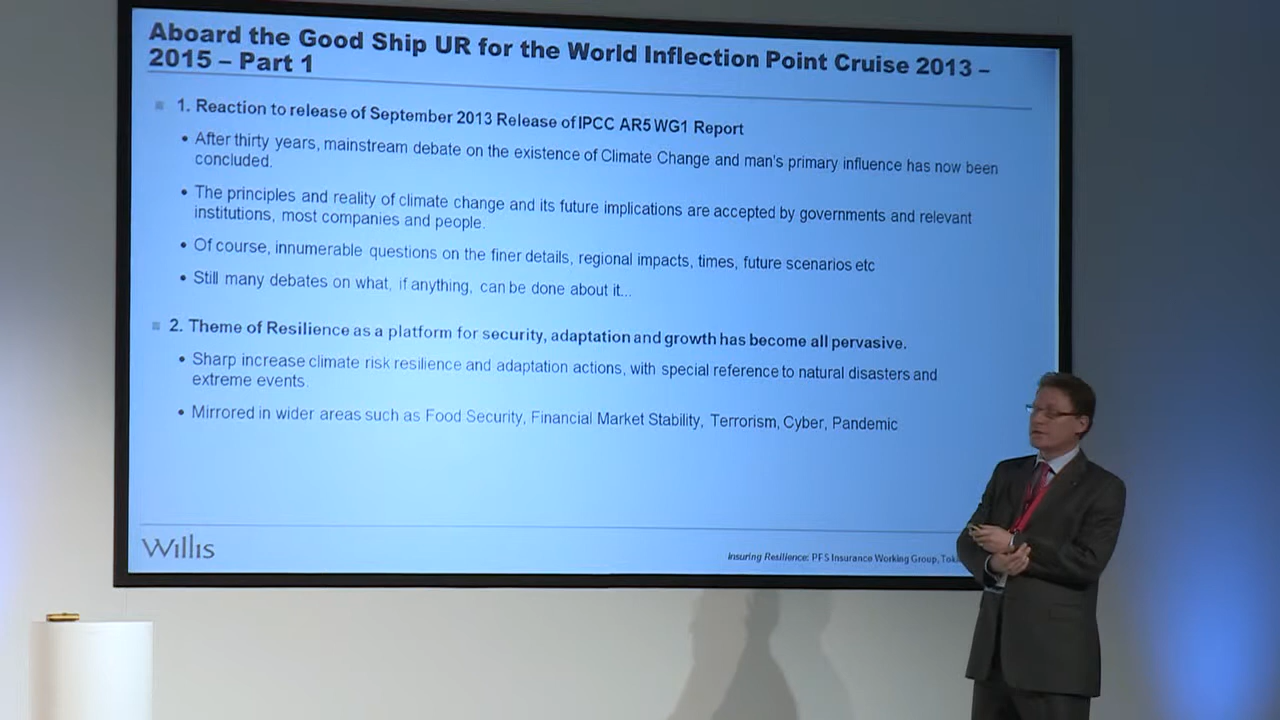 Aboard the Good Ship UR for the World Inflection Point Cruise 2013 –
2015 – Part 1
1. Reaction to release of September 2013 Release of IPCC AR5 WG1 Report
• After thirty years, mainstream debate on the existence of Climate Change and man's primary influence has now been
concluded.
• The principles and reality of climate change and its future implications are accepted by governments and relevant
institutions, most companies and people.
• Of course, innumerable questions on the finer details, regional impacts, times, future scenarios etc
• Still many debates on what, if anything, can be done about it...
2. Theme of Resilience as a platform for security, adaptation and growth has become all pervasive.
• Sharp increase climate risk resilience and adaptation actions, with special reference to natural disasters and
extreme events.
• Mirrored in wider areas such as Food Security, Financial Market Stability, Terrorism, Cyber, Pandemic
Willis
Insuring Resilience: PFS Insurance Working Group,